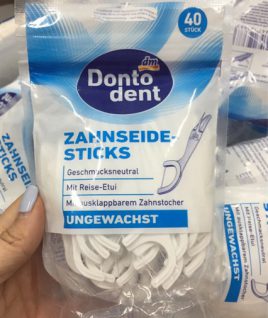 40
STÜCK
dm
Donto
dent
ZAHNSEIDE-
STICKS
Geschmacksneutral
Mit Reise-Etui
Mit ausklappbarem Zahnstocher
UNGEWACHST